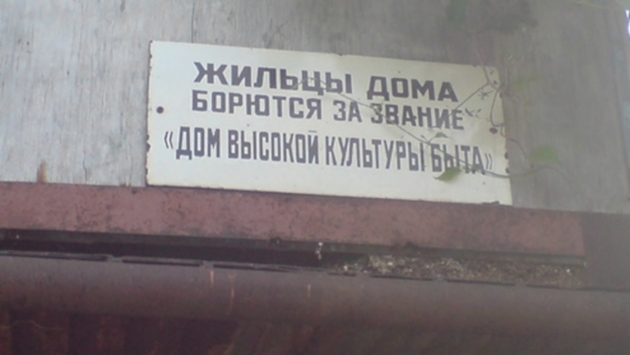 ЖИЛЬЦЫ ДОМА
БОРЮТСЯ ЗА ЗВАНИЕ
«ДОМ ВЫСОКОЙ КУЛЬТУРЫ БЫТА»